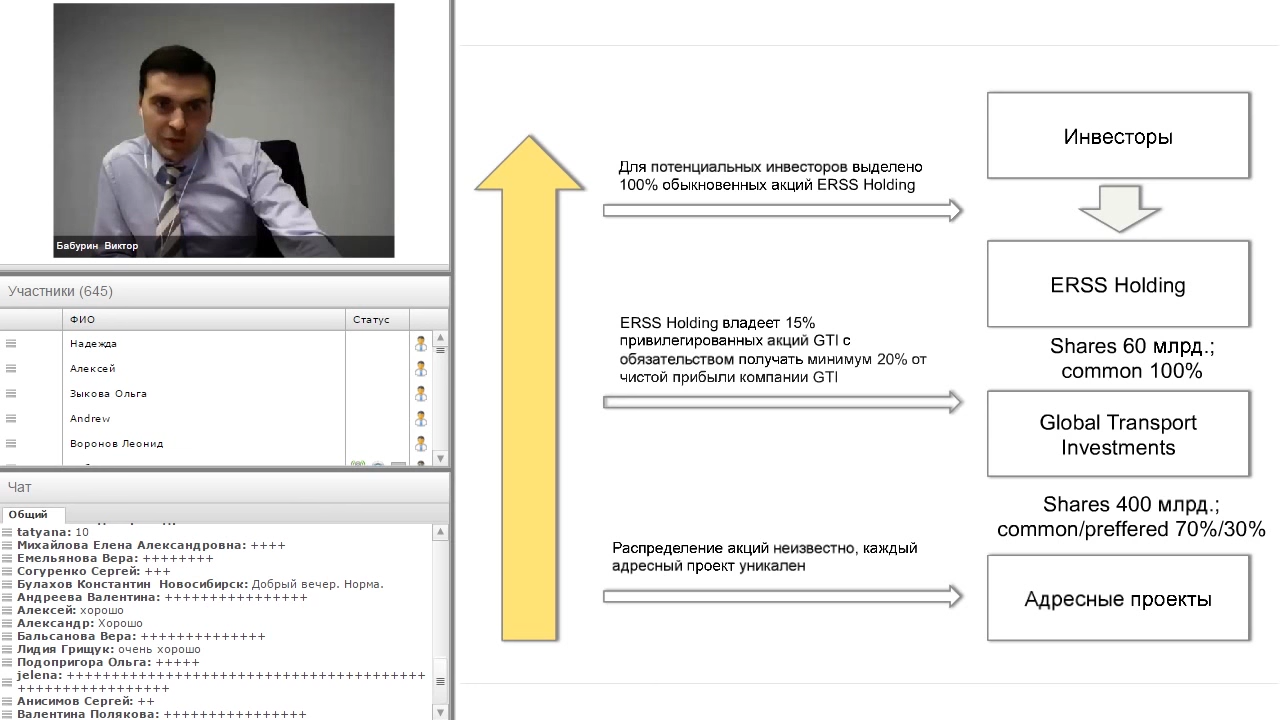 Бабурин Виктор
Участники (645)
ФИО
Статус
Надежда
Алексей
Зыкова Ольга
Andrew
Воронов Леонид
Чат
Общий
tatyana: 10
Михайлова Елена Александровна: ++++
Емельянова Вера: ++++++++
Согуренко Сергей: +++
Булахов Константин Новосибирск: Добрый вечер. Норма.
Андреева Валентина: ++++++++++++++++
Алексей: хорошо
Александр: Хорошо
Бальсанова Вера: ++++++++++++++
Лидия Грищук: очень хорошо
Подопригора Ольга: +++++
jelena: ++++++++++++++++++++++++++++++++++++++++
+++++++++++++++++
Анисимов Сергей: ++
Валентина Полякова: ++++++++++++++++
Для потенциальных инвесторов выделено
100% обыкновенных акций ERSS Holding
ERSS Holding владеет 15%
привилегированных акций GTI с
обязательством получать минимум 20% от
чистой прибыли компании GTI
Распределение акций неизвестно, каждый
адресный проект уникален
Инвесторы
ERSS Holding
Shares 60 млрд.;
common 100%
Global Transport
Investments
Shares 400 млрд.;
common/preffered 70%/30%
Адресные проекты